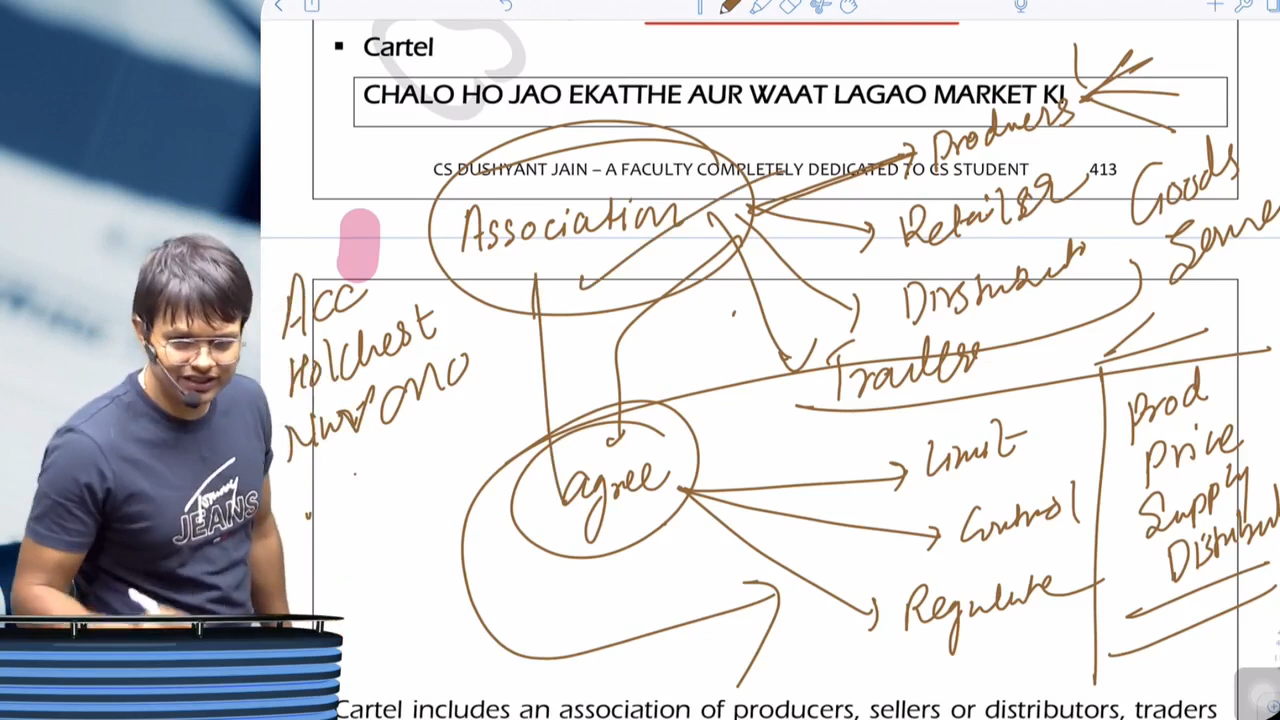 ▪ Cartel
CHALO HO JAO EKATTHE AUR WAAT LAGAO MARKET KI
CS DUSHYANT JAIN – A FACULTY COMPLETELY DEDICATED TO CS STUDENT 413
Producers
Association
Retailer
Goods
Acc
Holchest
Traders
agree
Limit
Control
Regulate
Prod
Price
Supply
Distribut
Tommy
JEANS
Cartel includes an association of producers, sellers or distributors, traders